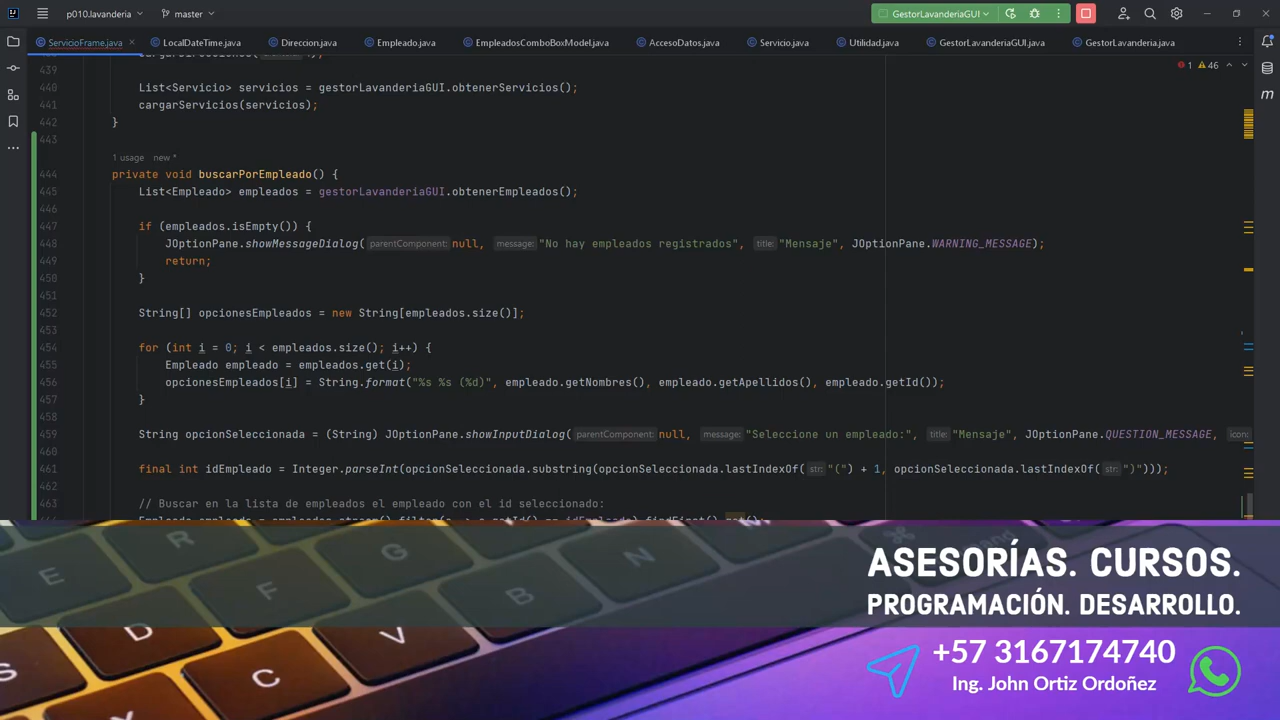 p010.lavanderia master GestorLavanderiaGUI
ServicioFrame.java LocalDateTime.java Direccion.java Empleado.java EmpleadosComboBoxModel.java AccesoDatos.java Servicio.java Utilidad.java GestorLavanderiaGUI.java GestorLavanderia.java
439 1 46
440 List<Servicio> servicios = gestorLavanderiaGUI.obtenerServicios();
441 cargarServicios(servicios);
442 }
443
1 usage new *
444 private void buscarPorEmpleado() {
445 List<Empleado> empleados = gestorLavanderiaGUI.obtenerEmpleados();
446
447 if (empleados.isEmpty()) {
448 JOptionPane.showMessageDialog( parentComponent: null, message: "No hay empleados registrados", title: "Mensaje", JOptionPane.WARNING_MESSAGE);
449 return;
450 }
451
452 String[] opcionesEmpleados = new String[empleados.size()];
453
454 for (int i = 0; i < empleados.size(); i++) {
455 Empleado empleado = empleados.get(i);
456 opcionesEmpleados[i] = String.format("%s %s (%d)", empleado.getNombres(), empleado.getApellidos(), empleado.getId());
457 }
458
459 String opcionSeleccionada = (String) JOptionPane.showInputDialog( parentComponent: null, message: "Seleccione un empleado:", title: "Mensaje", JOptionPane.QUESTION_MESSAGE, icon:
460
461 final int idEmpleado = Integer.parseInt(opcionSeleccionada.substring(opcionSeleccionada.lastIndexOf( str: "(") + 1, opcionSeleccionada.lastIndexOf( str: ")")));
462
463 // Buscar en la lista de empleados el empleado con el id seleccionado:
ASESORÍAS. CURSOS.
PROGRAMACIÓN. DESARROLLO.
+57 3167174740
Ing. John Ortiz Ordoñez